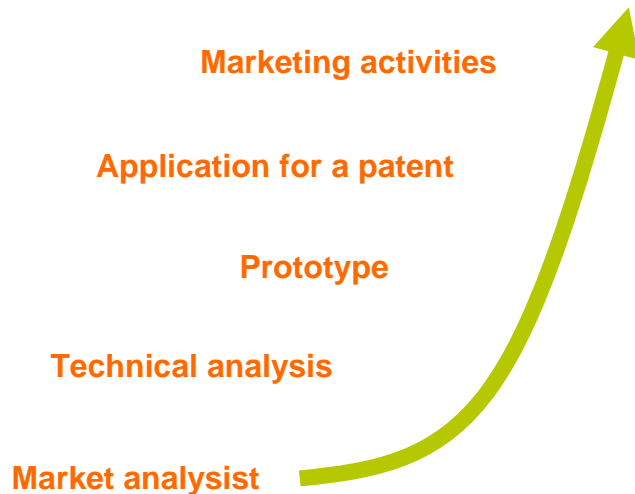 Marketing activities
Application for a patent
Prototype
Technical analysis
Market analysist